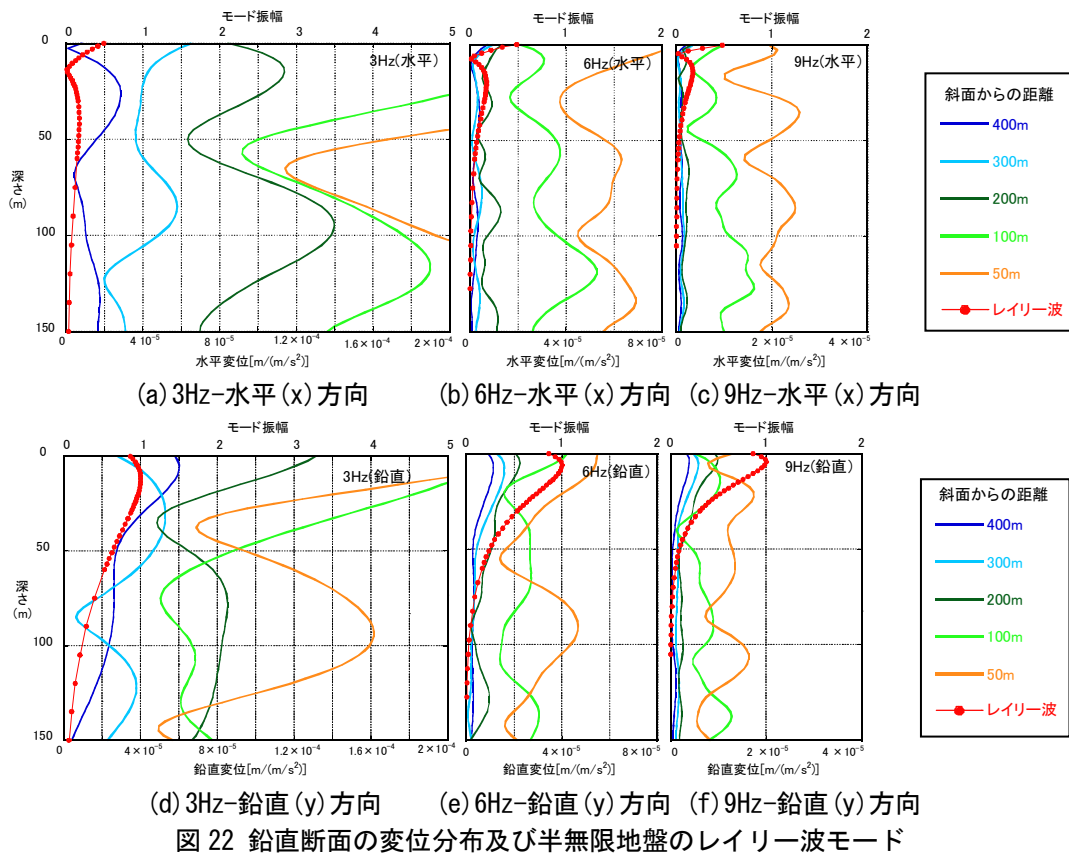 モード振幅
0 1 2 3 4 5
3Hz(水平)
0
50
100
150
深さ
(m)
0 4 10⁻⁵ 8 10⁻⁵ 1.2 10⁻⁴ 1.6×10⁻⁴ 2×10⁻⁴
水平変位[m/(m/s²)]
(a)3Hz-水平(x)方向
モード振幅
0 1 2
6Hz(水平)
0 4×10⁻⁵ 8×10⁻⁵
水平変位[m/(m/s²)]
(b)6Hz-水平(x)方向
モード振幅
0 1 2
9Hz(水平)
0 2 ×10⁻⁵ 4 ×10⁻⁵
水平変位[m/(m/s²)]
(c)9Hz-水平(x)方向
斜面からの距離
400m
300m
200m
100m
50m
レイリー波
モード振幅
0 1 2 3 4 5
3Hz(鉛直)
0
50
100
150
深さ
(m)
0 4×10⁻⁵ 8×10⁻⁵ 1.2×10⁻⁴ 1.6×10⁻⁴ 2×10⁻⁴
鉛直変位[m/(m/s²)]
(d)3Hz-鉛直(y)方向
モード振幅
0 1 2
6Hz(鉛直)
0 4×10⁻⁵ 8×10⁻⁵
鉛直変位[m/(m/s²)]
(e)6Hz-鉛直(y)方向
モード振幅
0 1 2
9Hz(鉛直)
0 2 ×10⁻⁵ 4 ×10⁻⁵
鉛直変位[m/(m/s²)]
(f)9Hz-鉛直(y)方向
斜面からの距離
400m
300m
200m
100m
50m
レイリー波
図 22 鉛直断面の変位分布及び半無限地盤のレイリー波モード